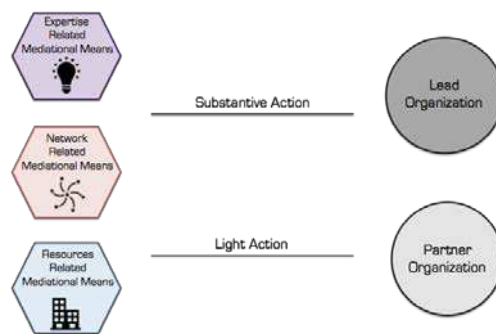 Expertise
Related
Mediational Means
Substantive Action
Lead
Organization
Network
Related
Mediational Means
Light Action
Partner
Organization
Resources
Related
Mediational Means